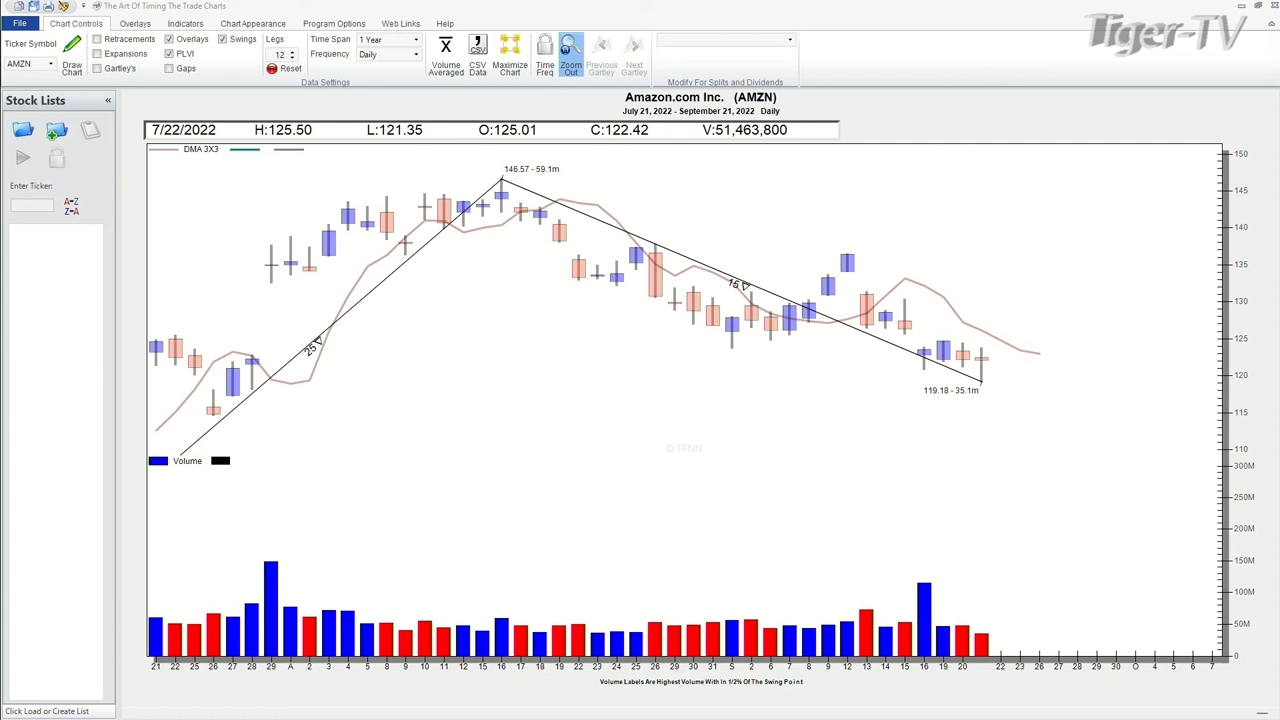 The Art Of Timing The Trade Charts
Tiger-TV
File Chart Controls Overlays Indicators Chart Appearance Program Options Web Links Help
Ticker Symbol
AMZN
Draw Chart
Retracements Overlays Swings
Expansions PLVI
Gartley's Gaps
Legs
12
Reset
Time Span 1 Year
Frequency Daily
Data Settings
Volume Averaged
CSV
CSV Data
Maximize Chart
Time Freq
Zoom Out
Previous Gartley
Next Gartley
Modify For Splits and Dividends
Stock Lists «
Enter Ticker:
A-Z
Z-A
Click Load or Create List
Amazon.com Inc. (AMZN)
July 21, 2022 - September 21, 2022 Daily
7/22/2022 H:125.50 L:121.35 O:125.01 C:122.42 V:51,463,800
DMA 3X3
146.57 - 59.1m
25
15
119.18 - 35.1m
© TFNN
Volume
150
145
140
135
130
125
120
115
110
300M
250M
200M
150M
100M
50M
0
21 22 25 26 27 28 29 A 2 3 4 5 8 9 10 11 12 15 16 17 18 19 22 23 24 25 26 29 30 31 S 2 6 7 8 9 12 13 14 15 16 19 20 22 23 26 27 28 29 30 O 4 5 6 7
Volume Labels Are Highest Volume With In 1/2% Of The Swing Point